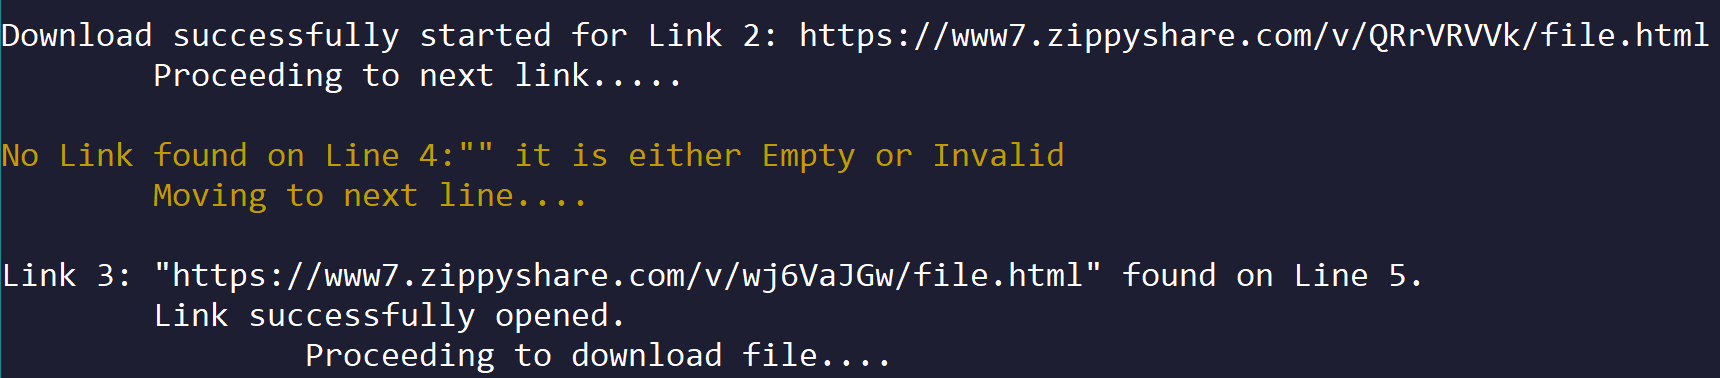 Download successfully started for Link 2: https://www7.zippyshare.com/v/QRrVRVVk/file.html
Proceeding to next link.....
No Link found on Line 4:"" it is either Empty or Invalid
Moving to next line....
Link 3: "https://www7.zippyshare.com/v/wj6VaJGw/file.html" found on Line 5.
Link successfully opened.
Proceeding to download file....